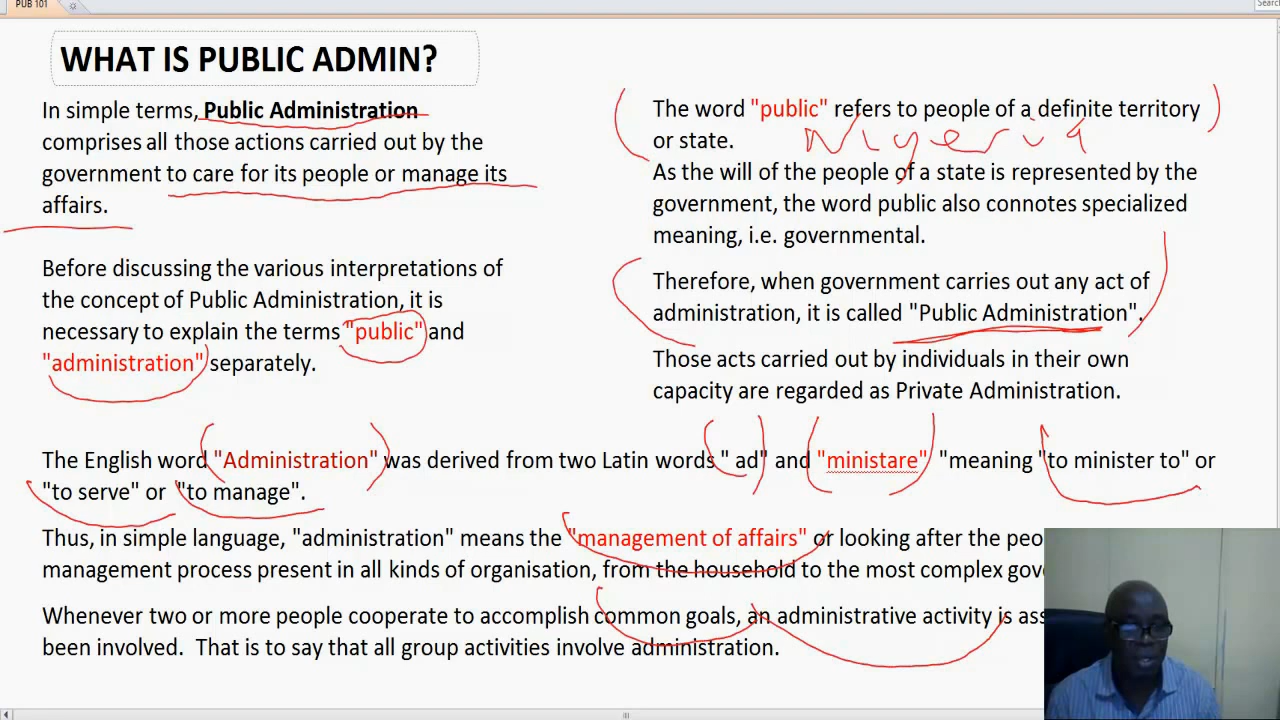 PUB 101
Search
WHAT IS PUBLIC ADMIN?
In simple terms, Public Administration
comprises all those actions carried out by the
government to care for its people or manage its
affairs.
Before discussing the various interpretations of
the concept of Public Administration, it is
necessary to explain the terms "public" and
"administration" separately.
The word "public" refers to people of a definite territory
or state.
Nigeria
As the will of the people of a state is represented by the
government, the word public also connotes specialized
meaning, i.e. governmental.
Therefore, when government carries out any act of
administration, it is called "Public Administration".
Those acts carried out by individuals in their own
capacity are regarded as Private Administration.
The English word "Administration" was derived from two Latin words " ad" and "ministare" "meaning "to minister to" or
"to serve" or "to manage".
Thus, in simple language, "administration" means the "management of affairs" or looking after the
management process present in all kinds of organisation, from the household to the most complex
Whenever two or more people cooperate to accomplish common goals, an administrative activity is
been involved. That is to say that all group activities involve administration.